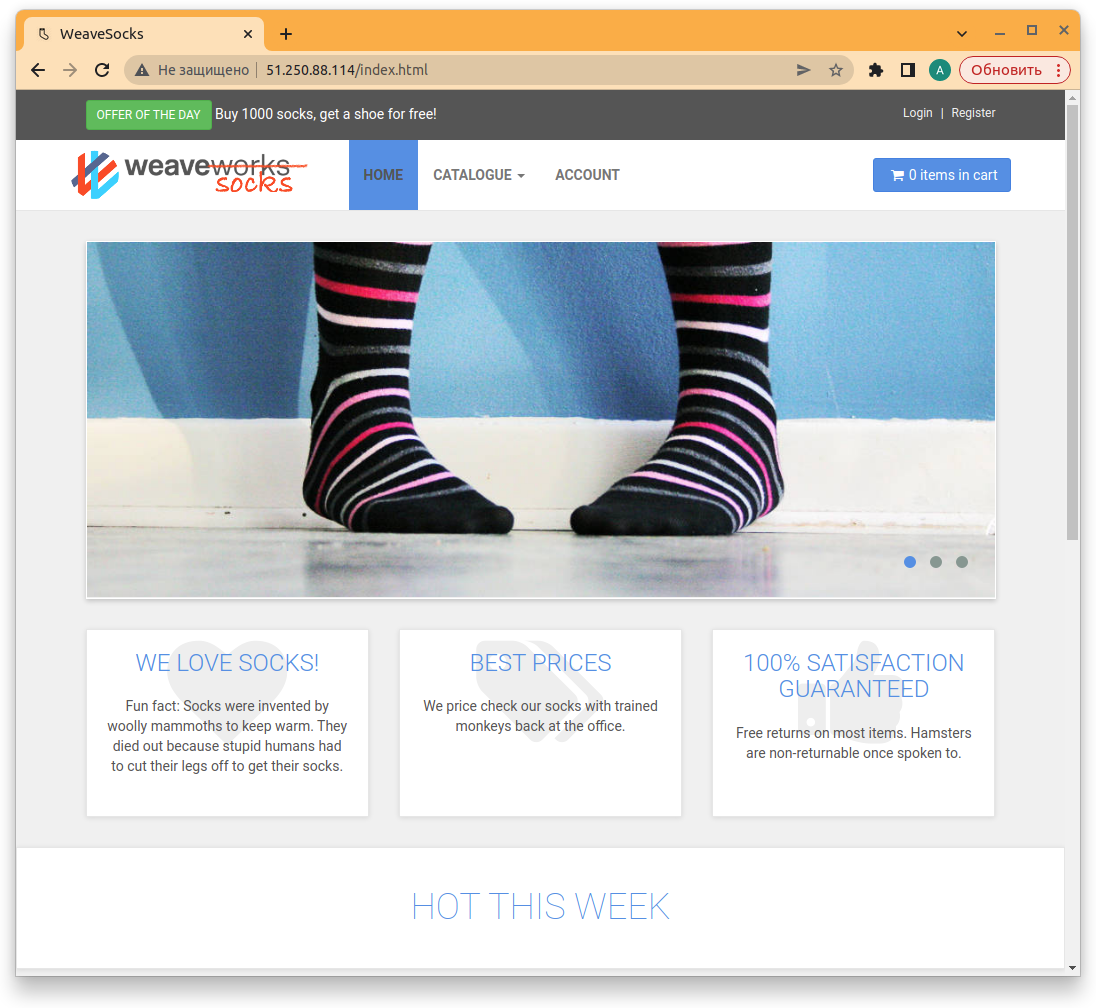 WeaveSocks
Не защищено 51.250.88.114/index.html
A
Обновить
OFFER OF THE DAY Buy 1000 socks, get a shoe for free!
Login | Register
weaveworks
socks
HOME CATALOGUE ACCOUNT
0 items in cart
WE LOVE SOCKS!
Fun fact: Socks were invented by
woolly mammoths to keep warm. They
died out because stupid humans had
to cut their legs off to get their socks.
BEST PRICES
We price check our socks with trained
monkeys back at the office.
100% SATISFACTION
GUARANTEED
Free returns on most items. Hamsters
are non-returnable once spoken to.
HOT THIS WEEK